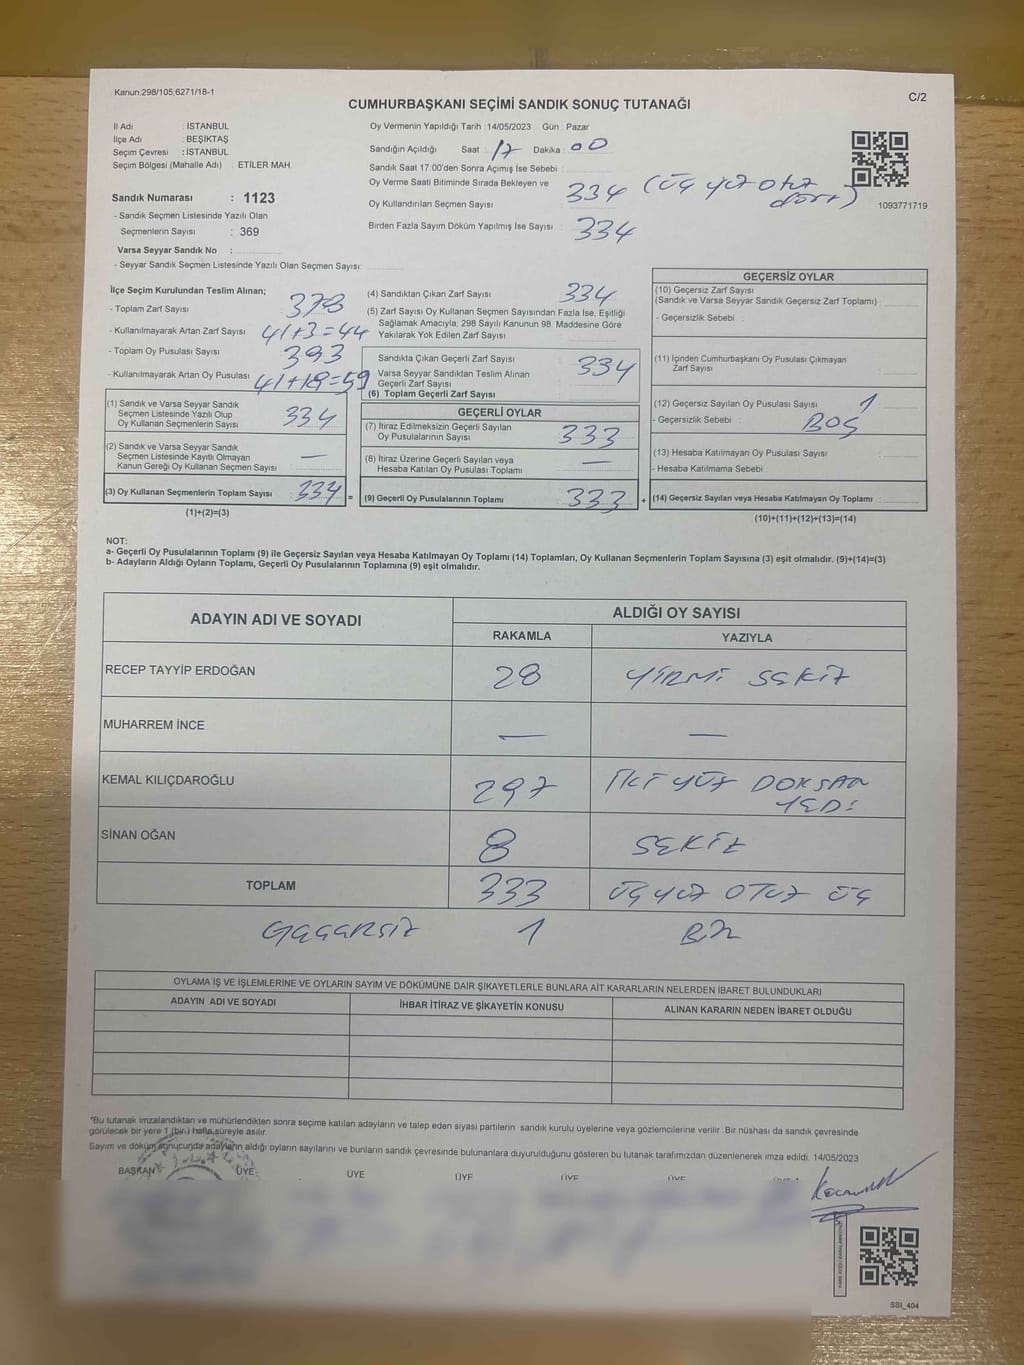 Kanun:298/105;6271/18-1
C/2
CUMHURBAŞKANI SEÇİMİ SANDIK SONUÇ TUTANAĞI
İl Adı : İSTANBUL
İlçe Adı : BEŞİKTAŞ
Seçim Çevresi : İSTANBUL
Seçim Bölgesi (Mahalle Adı) : ETİLER MAH.
Sandık Numarası : 1123
- Sandık Seçmen Listesinde Yazılı Olan
Seçmenlerin Sayısı : 369
Varsa Seyyar Sandık No :
- Seyyar Sandık Seçmen Listesinde Yazılı Olan Seçmen Sayısı:
Oy Vermenin Yapıldığı Tarih :14/05/2023 Gün : Pazar
Sandığın Açıldığı Saat : 17 Dakika : 00
Sandık Saat 17:00'den Sonra Açımış İse Sebebi :
Oy Verme Saati Bitiminde Sırada Bekleyen ve
Oy Kullandırılan Seçmen Sayısı : 334 (üç yüz otuz dört)
Birden Fazla Sayım Döküm Yapılmış İse Sayısı : 334
1093771719
İlçe Seçim Kurulundan Teslim Alınan;
- Toplam Zarf Sayısı : 378
- Kullanılmayarak Artan Zarf Sayısı : 41+3=44
- Toplam Oy Pusulası Sayısı : 393
- Kullanılmayarak Artan Oy Pusulası : 41+18=59
(1) Sandık ve Varsa Seyyar Sandık
Seçmen Listesinde Yazılı Olup
Oy Kullanan Seçmenlerin Sayısı : 334
(2) Sandık ve Varsa Seyyar Sandık
Seçmen Listesinde Kayıtlı Olmayan
Kanun Gereği Oy Kullanan Seçmen Sayısı : —
(3) Oy Kullanan Seçmenlerin Toplam Sayısı : 334 =
(1)+(2)=(3)
(4) Sandıktan Çıkan Zarf Sayısı : 334
(5) Zarf Sayısı Oy Kullanan Seçmen Sayısından Fazla İse, Eşitliği
Sağlamak Amacıyla; 298 Sayılı Kanunun 98. Maddesine Göre
Yakılarak Yok Edilen Zarf Sayısı :
Sandıkta Çıkan Geçerli Zarf Sayısı : 334
Varsa Seyyar Sandıktan Teslim Alınan
Geçerli Zarf Sayısı
(6) Toplam Geçerli Zarf Sayısı :
GEÇERLİ OYLAR
(7) İtiraz Edilmeksizin Geçerli Sayılan
Oy Pusulalarının Sayısı : 333
(8) İtiraz Üzerine Geçerli Sayılan veya
Hesaba Katılan Oy Pusulası Toplamı : —
(9) Geçerli Oy Pusulalarının Toplamı : 333 +
GEÇERSİZ OYLAR
(10) Geçersiz Zarf Sayısı
(Sandık ve Varsa Seyyar Sandık Geçersiz Zarf Toplamı) :
- Geçersizlik Sebebi :
(11) İçinden Cumhurbaşkanı Oy Pusulası Çıkmayan
Zarf Sayısı :
(12) Geçersiz Sayılan Oy Pusulası Sayısı : 1
- Geçersizlik Sebebi : BOŞ
(13) Hesaba Katılmayan Oy Pusulası Sayısı :
- Hesaba Katılmama Sebebi :
(14) Geçersiz Sayılan veya Hesaba Katılmayan Oy Toplamı :
(10)+(11)+(12)+(13)=(14)
NOT:
a- Geçerli Oy Pusulalarının Toplamı (9) ile Geçersiz Sayılan veya Hesaba Katılmayan Oy Toplamı (14) Toplamları, Oy Kullanan Seçmenlerin Toplam Sayısına (3) eşit olmalıdır. (9)+(14)=(3)
b- Adayların Aldığı Oyların Toplamı, Geçerli Oy Pusulalarının Toplamına (9) eşit olmalıdır.
ADAYIN ADI VE SOYADI
ALDIĞI OY SAYISI
RAKAMLA YAZIYLA
RECEP TAYYİP ERDOĞAN 28 YİRMİ SEKİZ
MUHARREM İNCE — —
KEMAL KILIÇDAROĞLU 297 İKİ YÜZ DOKSAN YEDİ
SİNAN OĞAN 8 SEKİZ
TOPLAM 333 ÜÇ YÜZ OTUZ ÜÇ
GEÇERSİZ 1 BİR
OYLAMA İŞ VE İŞLEMLERİNE VE OYLARIN SAYIM VE DÖKÜMÜNE DAİR ŞİKAYETLERLE BUNLARA AİT KARARLARIN NELERDEN İBARET BULUNDUKLARI
ADAYIN ADI VE SOYADI İHBAR İTİRAZ VE ŞİKAYETİN KONUSU ALINAN KARARIN NEDEN İBARET OLDUĞU
*Bu tutanak imzalandıktan ve mühürlendikten sonra seçime katılan adayların ve talep eden siyasi partilerin sandık kurulu üyelerine veya gözlemcilerine verilir. Bir nüshası da sandık çevresinde
görülecek bir yere 1 (bir) hafta süreyle asılır.
Sayım ve döküm sonucunda adayların aldığı oyların sayılarını ve bunların sandık çevresinde bulunanlara duyurulduğunu gösteren bu tutanak tarafımızdan düzenlenerek imza edildi. 14/05/2023
BAŞKAN ÜYE ÜYE ÜYE ÜYE ÜYE
SSI_404